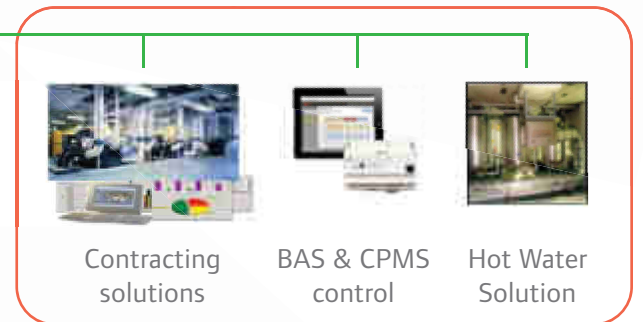 Contracting
solutions
BAS & CPMS
control
Hot Water
Solution